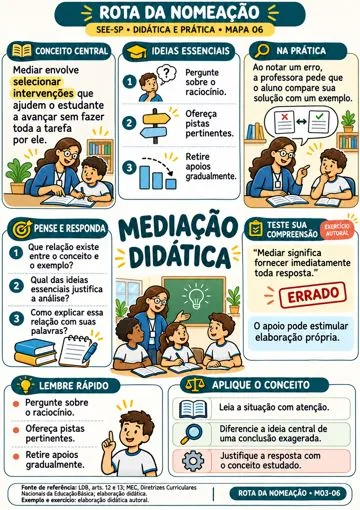 ROTA DA NOMEAÇÃO
SEE-SP • DIDÁTICA E PRÁTICA • MAPA 06
CONCEITO CENTRAL
Mediar envolve
selecionar
intervenções que
ajudem o estudante
a avançar sem fazer
toda a tarefa
por ele.
IDEIAS ESSENCIAIS
1
Pergunte
sobre o
raciocínio.
2
Ofereça
pistas
pertinentes.
3
Retire
apoios
gradualmente.
NA PRÁTICA
Ao notar um erro,
a professora pede que
o aluno compare sua
solução com um exemplo.
PENSE E RESPONDA
1
Que relação existe
entre o conceito e
o exemplo?
2
Qual das ideias
essenciais justifica
a análise?
3
Como explicar essa
relação com suas
palavras?
MEDIAÇÃO
DIDÁTICA
TESTE SUA
COMPREENSÃO
EXERCÍCIO
AUTORAL
“Mediar significa
fornecer imediatamente
toda resposta.”
ERRADO
O apoio pode estimular
elaboração própria.
LEMBRE RÁPIDO
• Pergunte sobre
o raciocínio.
• Ofereça pistas
pertinentes.
• Retire apoios
gradualmente.
APLIQUE O CONCEITO
Leia a situação com atenção.
Diferencie a ideia central de
uma conclusão exagerada.
Justifique a resposta com
o conceito estudado.
Fonte de referência: LDB, arts. 12 e 13; MEC, Diretrizes Curriculares
Nacionais da EducaçãoBásica; elaboração didática.
Exemplo e exercício: elaboração didática autoral.
ROTA DA NOMEAÇÃO • M03-06